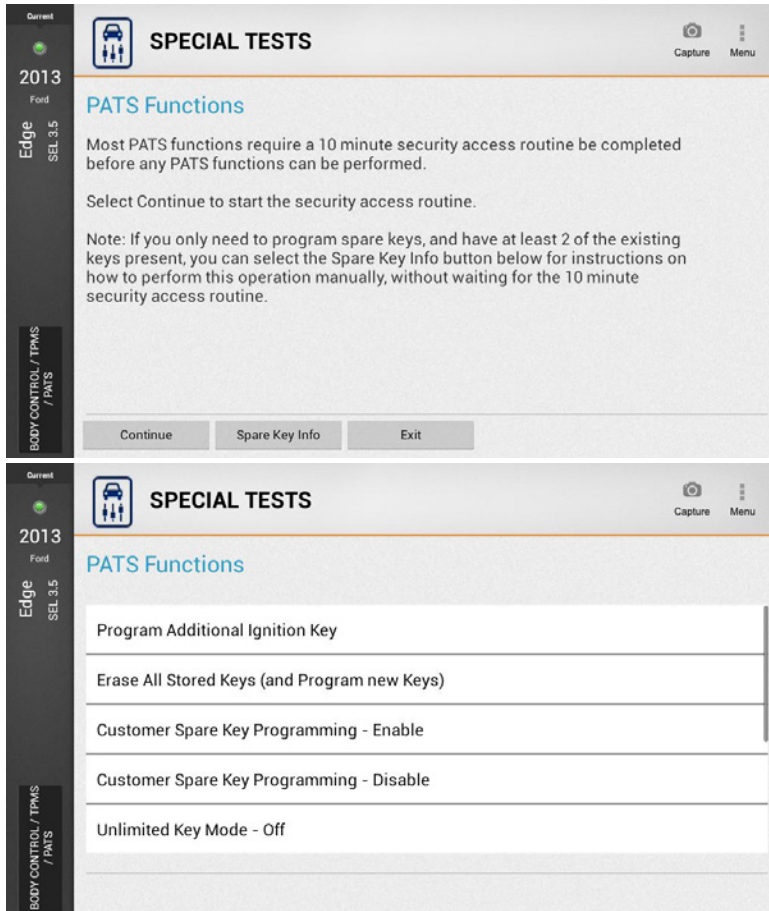 Current
2013
Ford
Edge
SEL 3.5
BODY CONTROL / TPMS
/ PATS
SPECIAL TESTS
Capture
Menu
PATS Functions
Most PATS functions require a 10 minute security access routine be completed
before any PATS functions can be performed.
Select Continue to start the security access routine.
Note: If you only need to program spare keys, and have at least 2 of the existing
keys present, you can select the Spare Key Info button below for instructions on
how to perform this operation manually, without waiting for the 10 minute
security access routine.
Continue
Spare Key Info
Exit
Current
2013
Ford
Edge
SEL 3.5
BODY CONTROL / TPMS
/ PATS
SPECIAL TESTS
Capture
Menu
PATS Functions
Program Additional Ignition Key
Erase All Stored Keys (and Program new Keys)
Customer Spare Key Programming - Enable
Customer Spare Key Programming - Disable
Unlimited Key Mode - Off